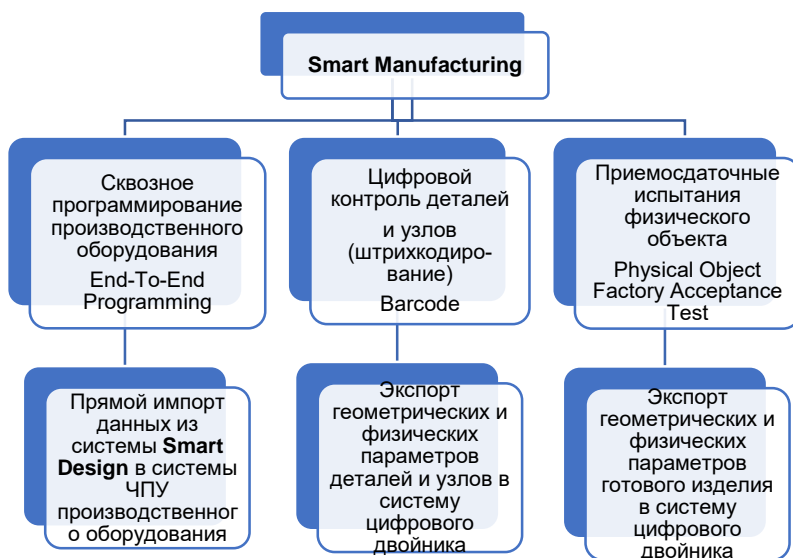 Smart Manufacturing
Сквозное
программирование
производственного
оборудования
End-To-End
Programming
Цифровой
контроль деталей
и узлов
(штрихкодиро-
вание)
Barcode
Приемосдаточные
испытания
физического
объекта
Physical Object
Factory Acceptance
Test
Прямой импорт
данных из
системы Smart
Design в системы
ЧПУ
производственног
о оборудования
Экспорт
геометрических и
физических
параметров
деталей и узлов в
систему
цифрового
двойника
Экспорт
геометрических и
физических
параметров
готового изделия
в систему
цифрового
двойника